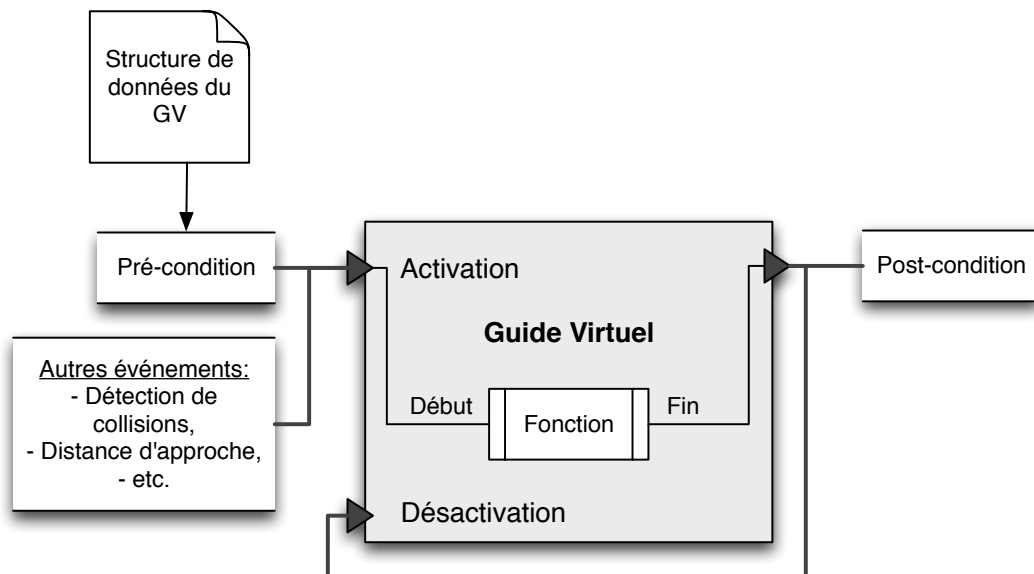 Structure de
données du
GV
Pré-condition
Autres événements:
- Détection de
collisions,
- Distance d'approche,
- etc.
Activation
Guide Virtuel
Début
Fonction
Fin
Désactivation
Post-condition